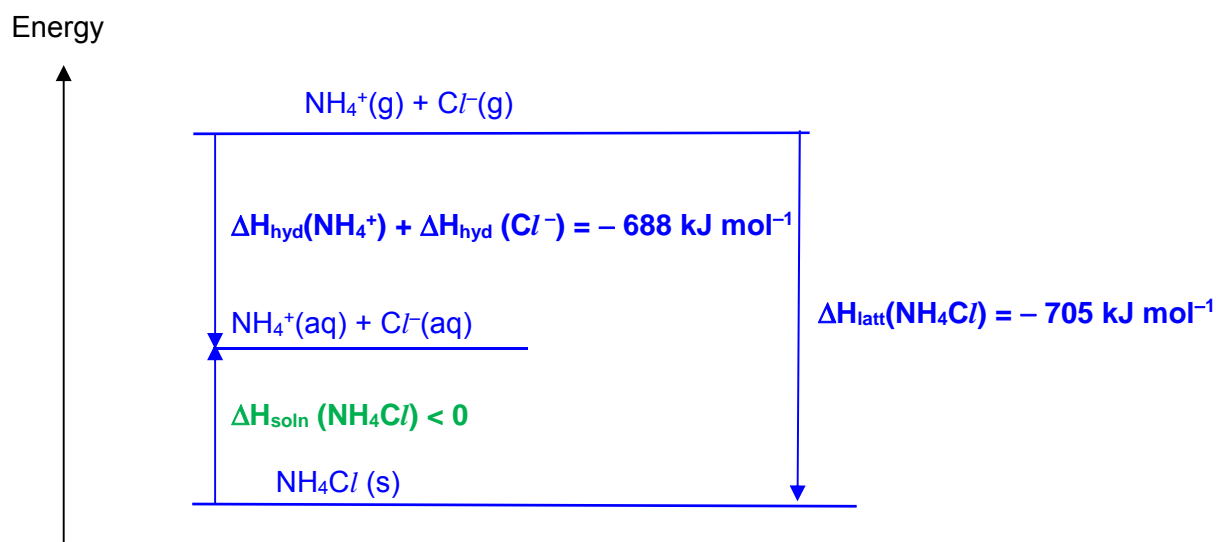 Energy
NH₄⁺(g) + Cl⁻(g)
ΔHhyd(NH₄⁺) + ΔHhyd (Cl ⁻) = – 688 kJ mol⁻¹
NH₄⁺(aq) + Cl⁻(aq)
ΔHlatt(NH₄Cl) = – 705 kJ mol⁻¹
ΔHsoln (NH₄Cl) < 0
NH₄Cl (s)